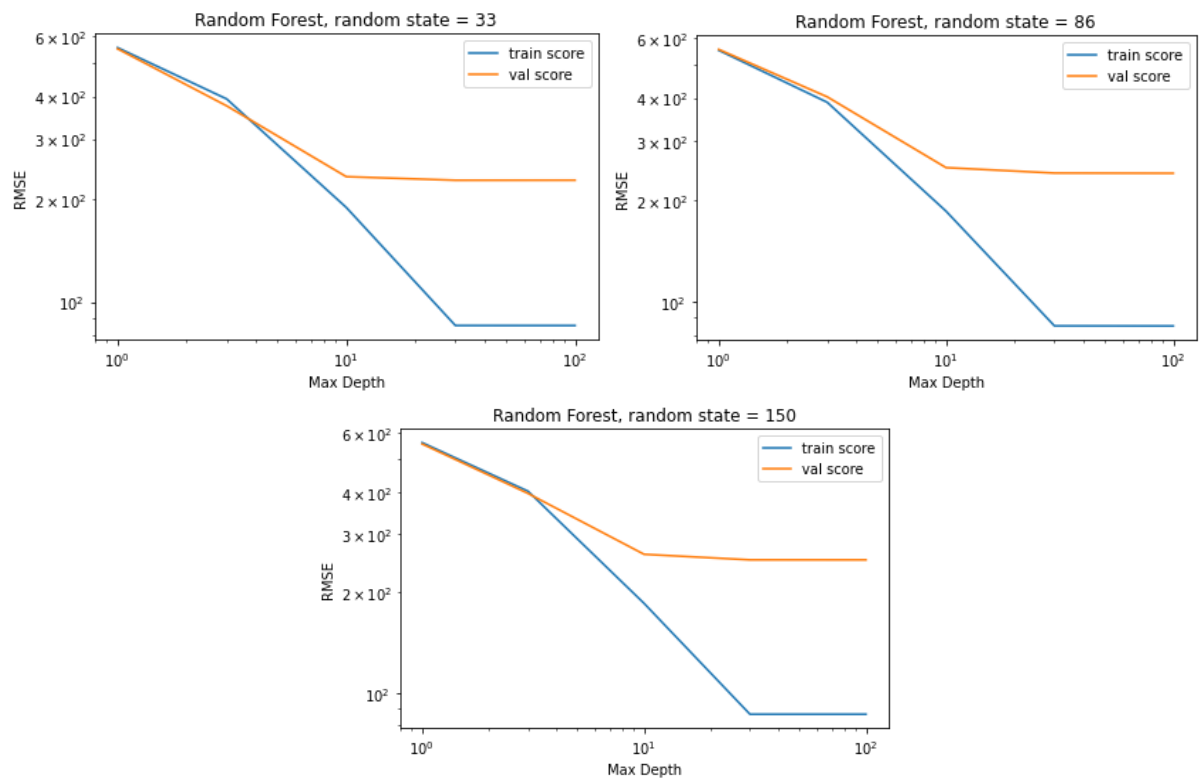 Random Forest, random state = 33
6 × 10²
4 × 10²
3 × 10²
2 × 10²
10²
RMSE
train score
val score
10⁰
10¹
10²
Max Depth
Random Forest, random state = 86
6 × 10²
4 × 10²
3 × 10²
2 × 10²
10²
RMSE
train score
val score
10⁰
10¹
10²
Max Depth
Random Forest, random state = 150
6 × 10²
4 × 10²
3 × 10²
2 × 10²
10²
RMSE
train score
val score
10⁰
10¹
10²
Max Depth